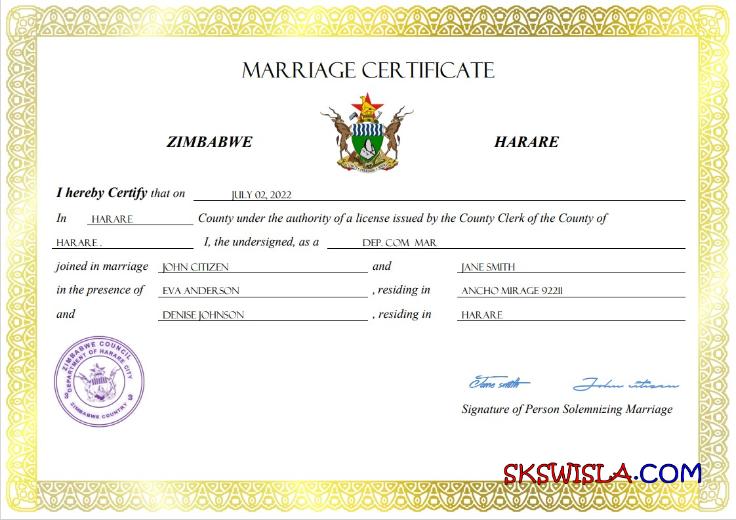 MARRIAGE CERTIFICATE
ZIMBABWE HARARE
I hereby Certify that on JULY 02, 2022
In HARARE County under the authority of a license issued by the County Clerk of the County of
HARARE . I, the undersigned, as a DEP. COM MAR
joined in marriage JOHN CITIZEN and JANE SMITH
in the presence of EVA ANDERSON , residing in ANCHO MIRAGE 92211
and DENISE JOHNSON , residing in HARARE
ZIMBABWE COUNCIL
DEPARTMENT OF HARARE CITY
ZIMBABWE COUNTRY
Jane smith John citizen
Signature of Person Solemnizing Marriage
SKSWISLA.COM